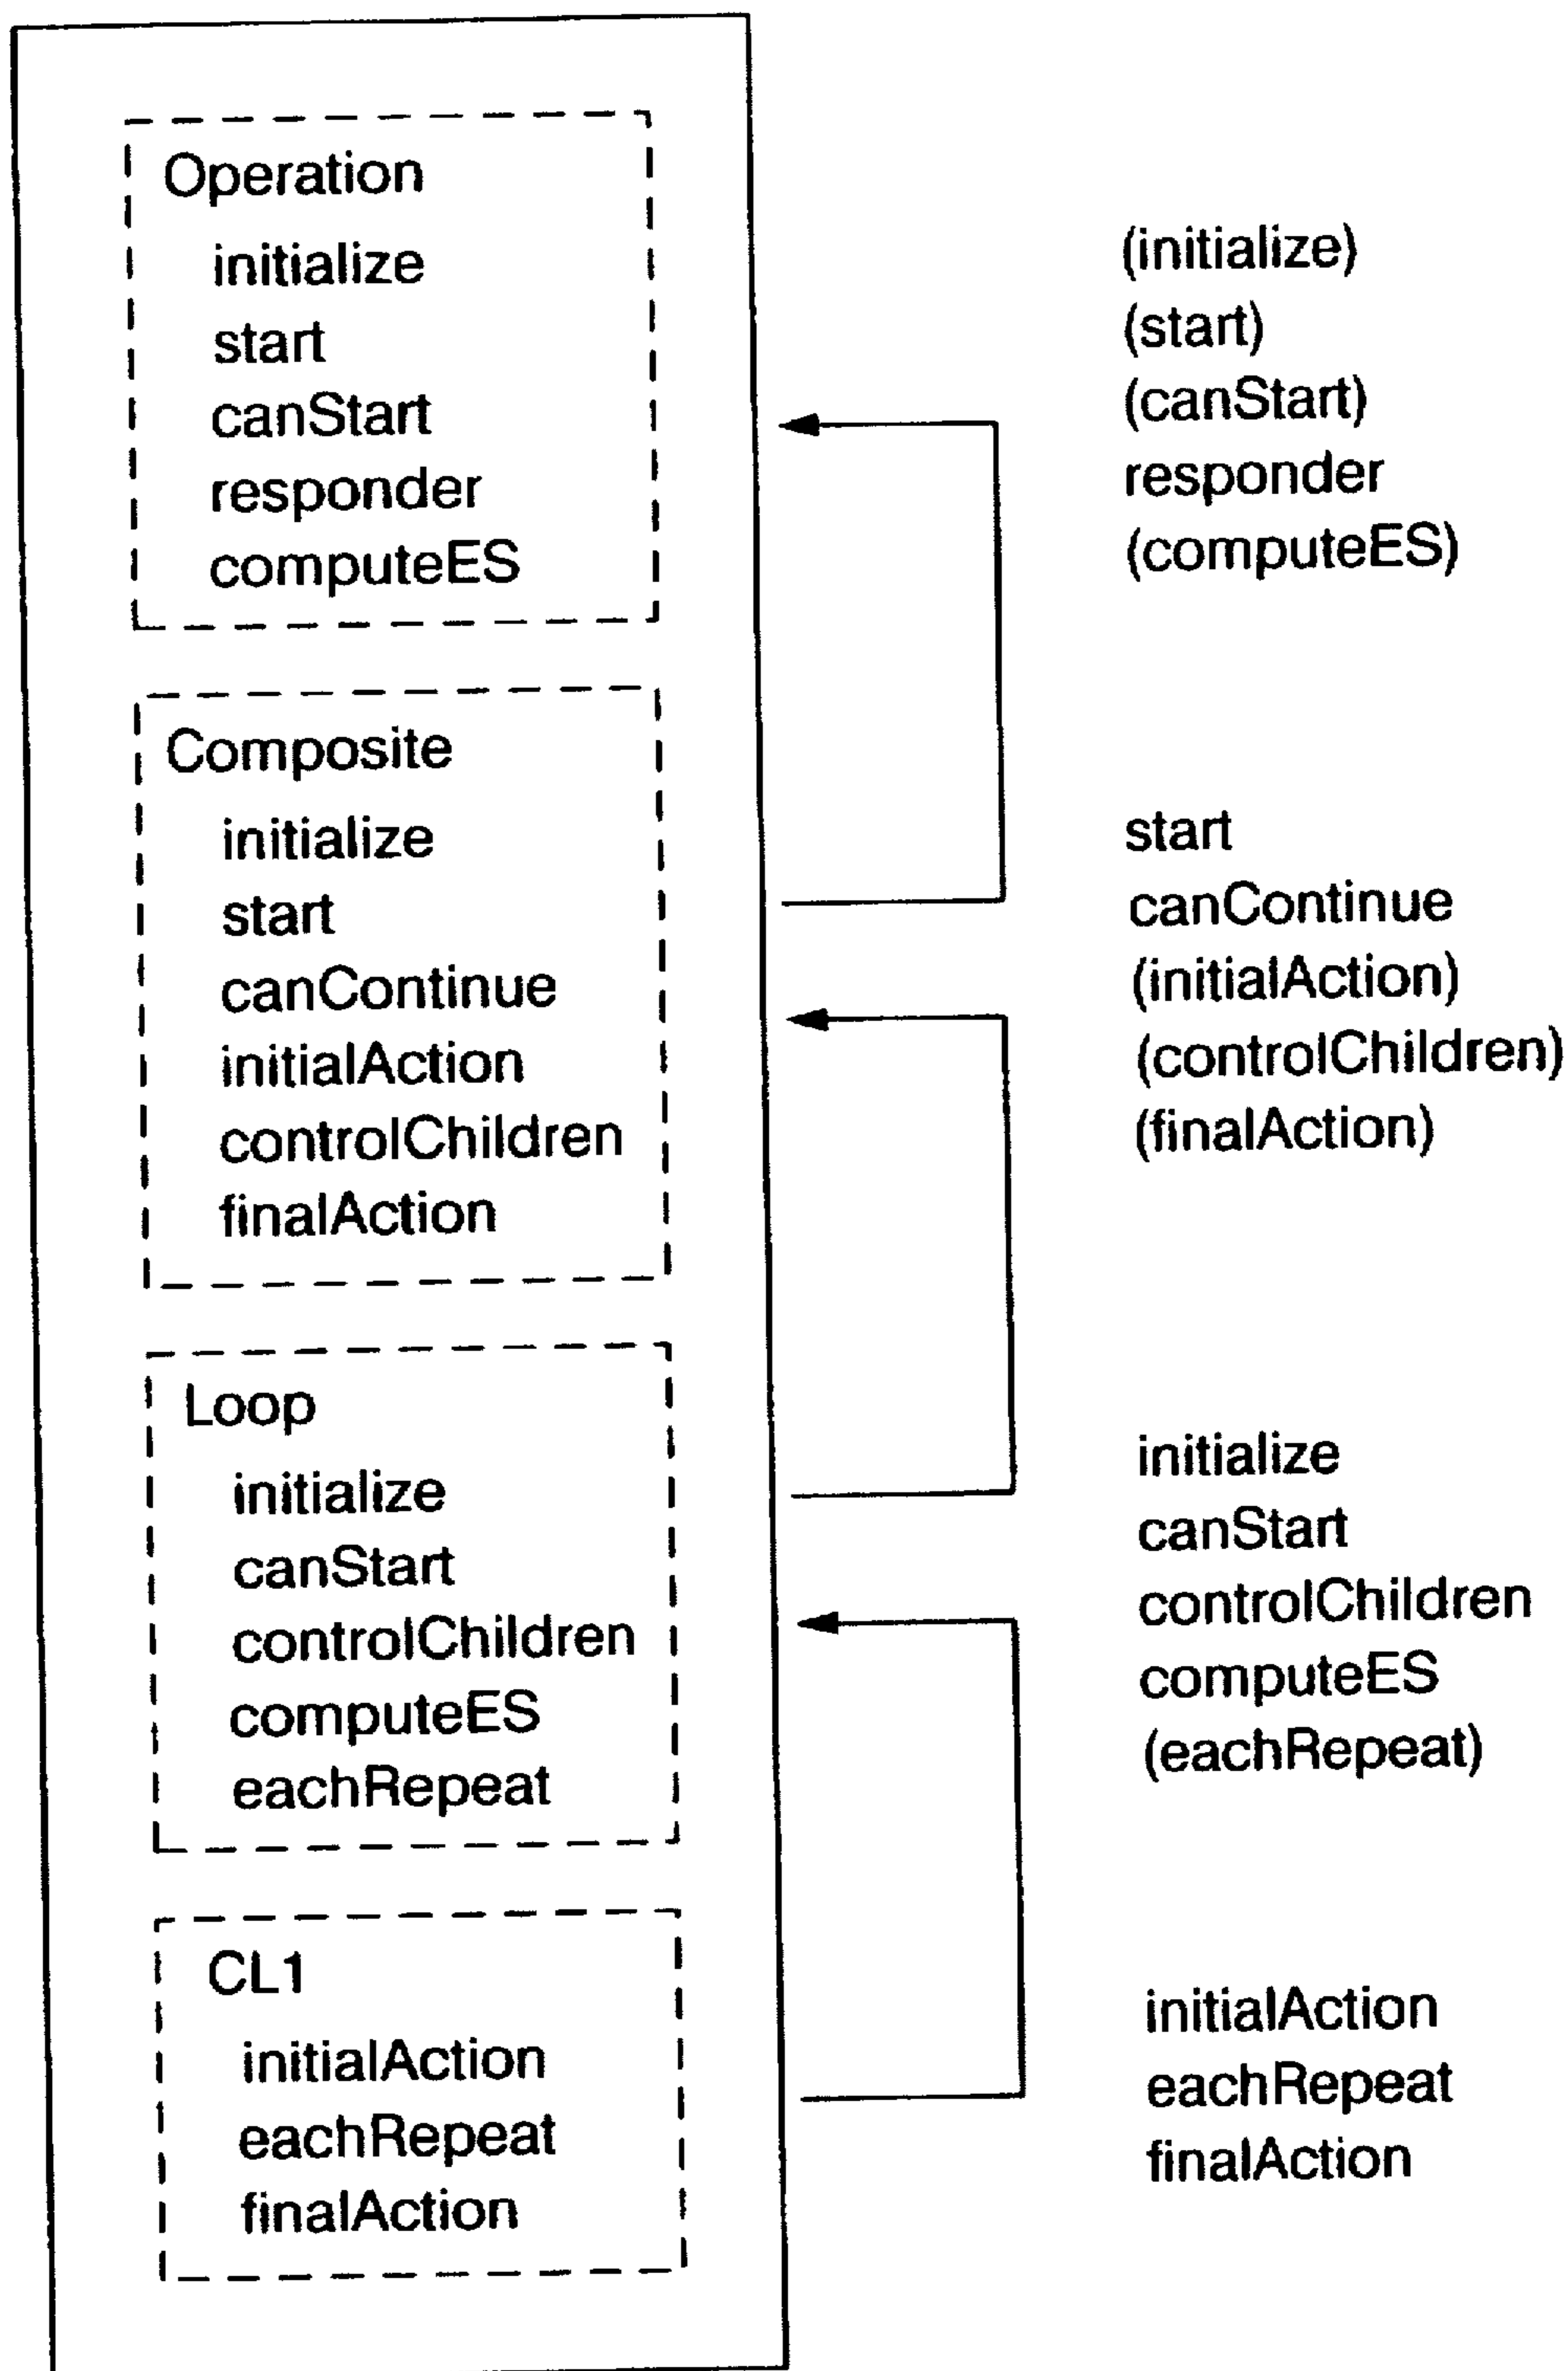 Operation
initialize
start
canStart
responder
computeES
(initialize)
(start)
(canStart)
responder
(computeES)
Composite
initialize
start
canContinue
initialAction
controlChildren
finalAction
start
canContinue
(initialAction)
(controlChildren)
(finalAction)
Loop
initialize
canStart
controlChildren
computeES
eachRepeat
initialize
canStart
controlChildren
computeES
(eachRepeat)
CL1
initialAction
eachRepeat
finalAction
initialAction
eachRepeat
finalAction